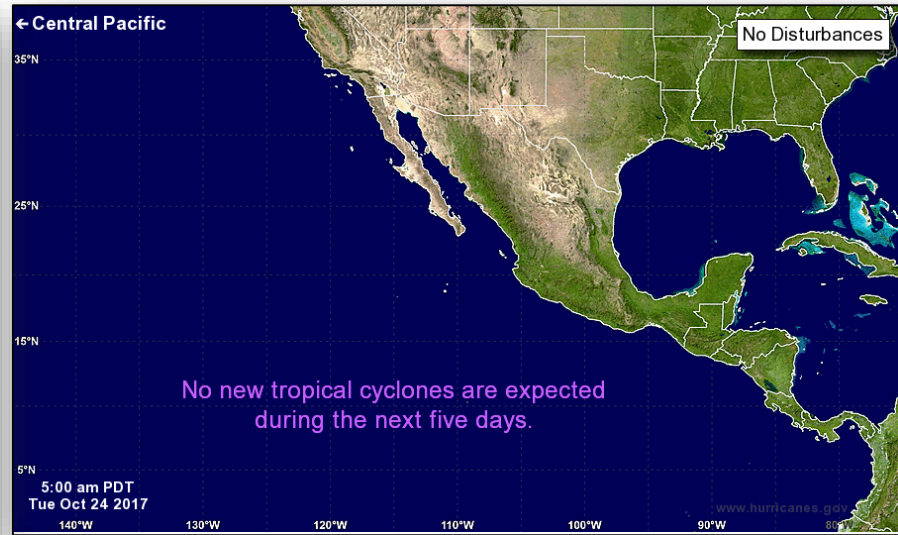 ←Central Pacific
No Disturbances
35°N
25°N
15°N
No new tropical cyclones are expected
during the next five days.
5°N
5:00 am PDT
Tue Oct 24 2017
www.hurricanes.gov
140°W 130°W 120°W 110°W 100°W 90°W 80°W